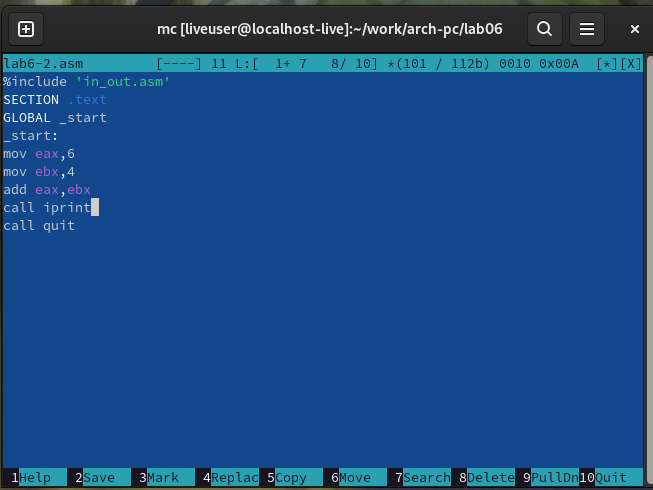 mc [liveuser@localhost-live]:~/work/arch-pc/lab06
lab6-2.asm [----] 11 L:[ 1+ 7 8/ 10] *(101 / 112b) 0010 0x00A [*][X]
%include 'in_out.asm'
SECTION .text
GLOBAL _start
_start:
mov eax,6
mov ebx,4
add eax,ebx
call iprint
call quit
1Help 2Save 3Mark 4Replac 5Copy 6Move 7Search 8Delete 9PullDn 10Quit